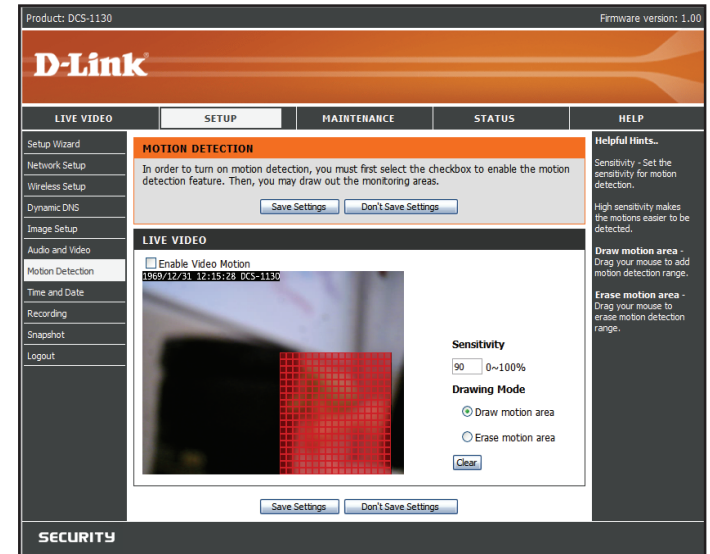 Product: DCS-1130
Firmware version: 1.00
D-Link
LIVE VIDEO
SETUP
MAINTENANCE
STATUS
HELP
Setup Wizard
Network Setup
Wireless Setup
Dynamic DNS
Image Setup
Audio and Video
Motion Detection
Time and Date
Recording
Snapshot
Logout
MOTION DETECTION
In order to turn on motion detection, you must first select the checkbox to enable the motion
detection feature. Then, you may draw out the monitoring areas.
Save Settings
Don't Save Settings
LIVE VIDEO
Enable Video Motion
1969/12/31 12:15:28 DCS-1130
Sensitivity
90 0~100%
Drawing Mode
Draw motion area
Erase motion area
Clear
Save Settings
Don't Save Settings
Helpful Hints..
Sensitivity - Set the
sensitivity for motion
detection.
High sensitivity makes
the motions easier to be
detected.
Draw motion area -
Drag your mouse to add
motion detection range.
Erase motion area -
Drag your mouse to
erase motion detection
range.
SECURITY